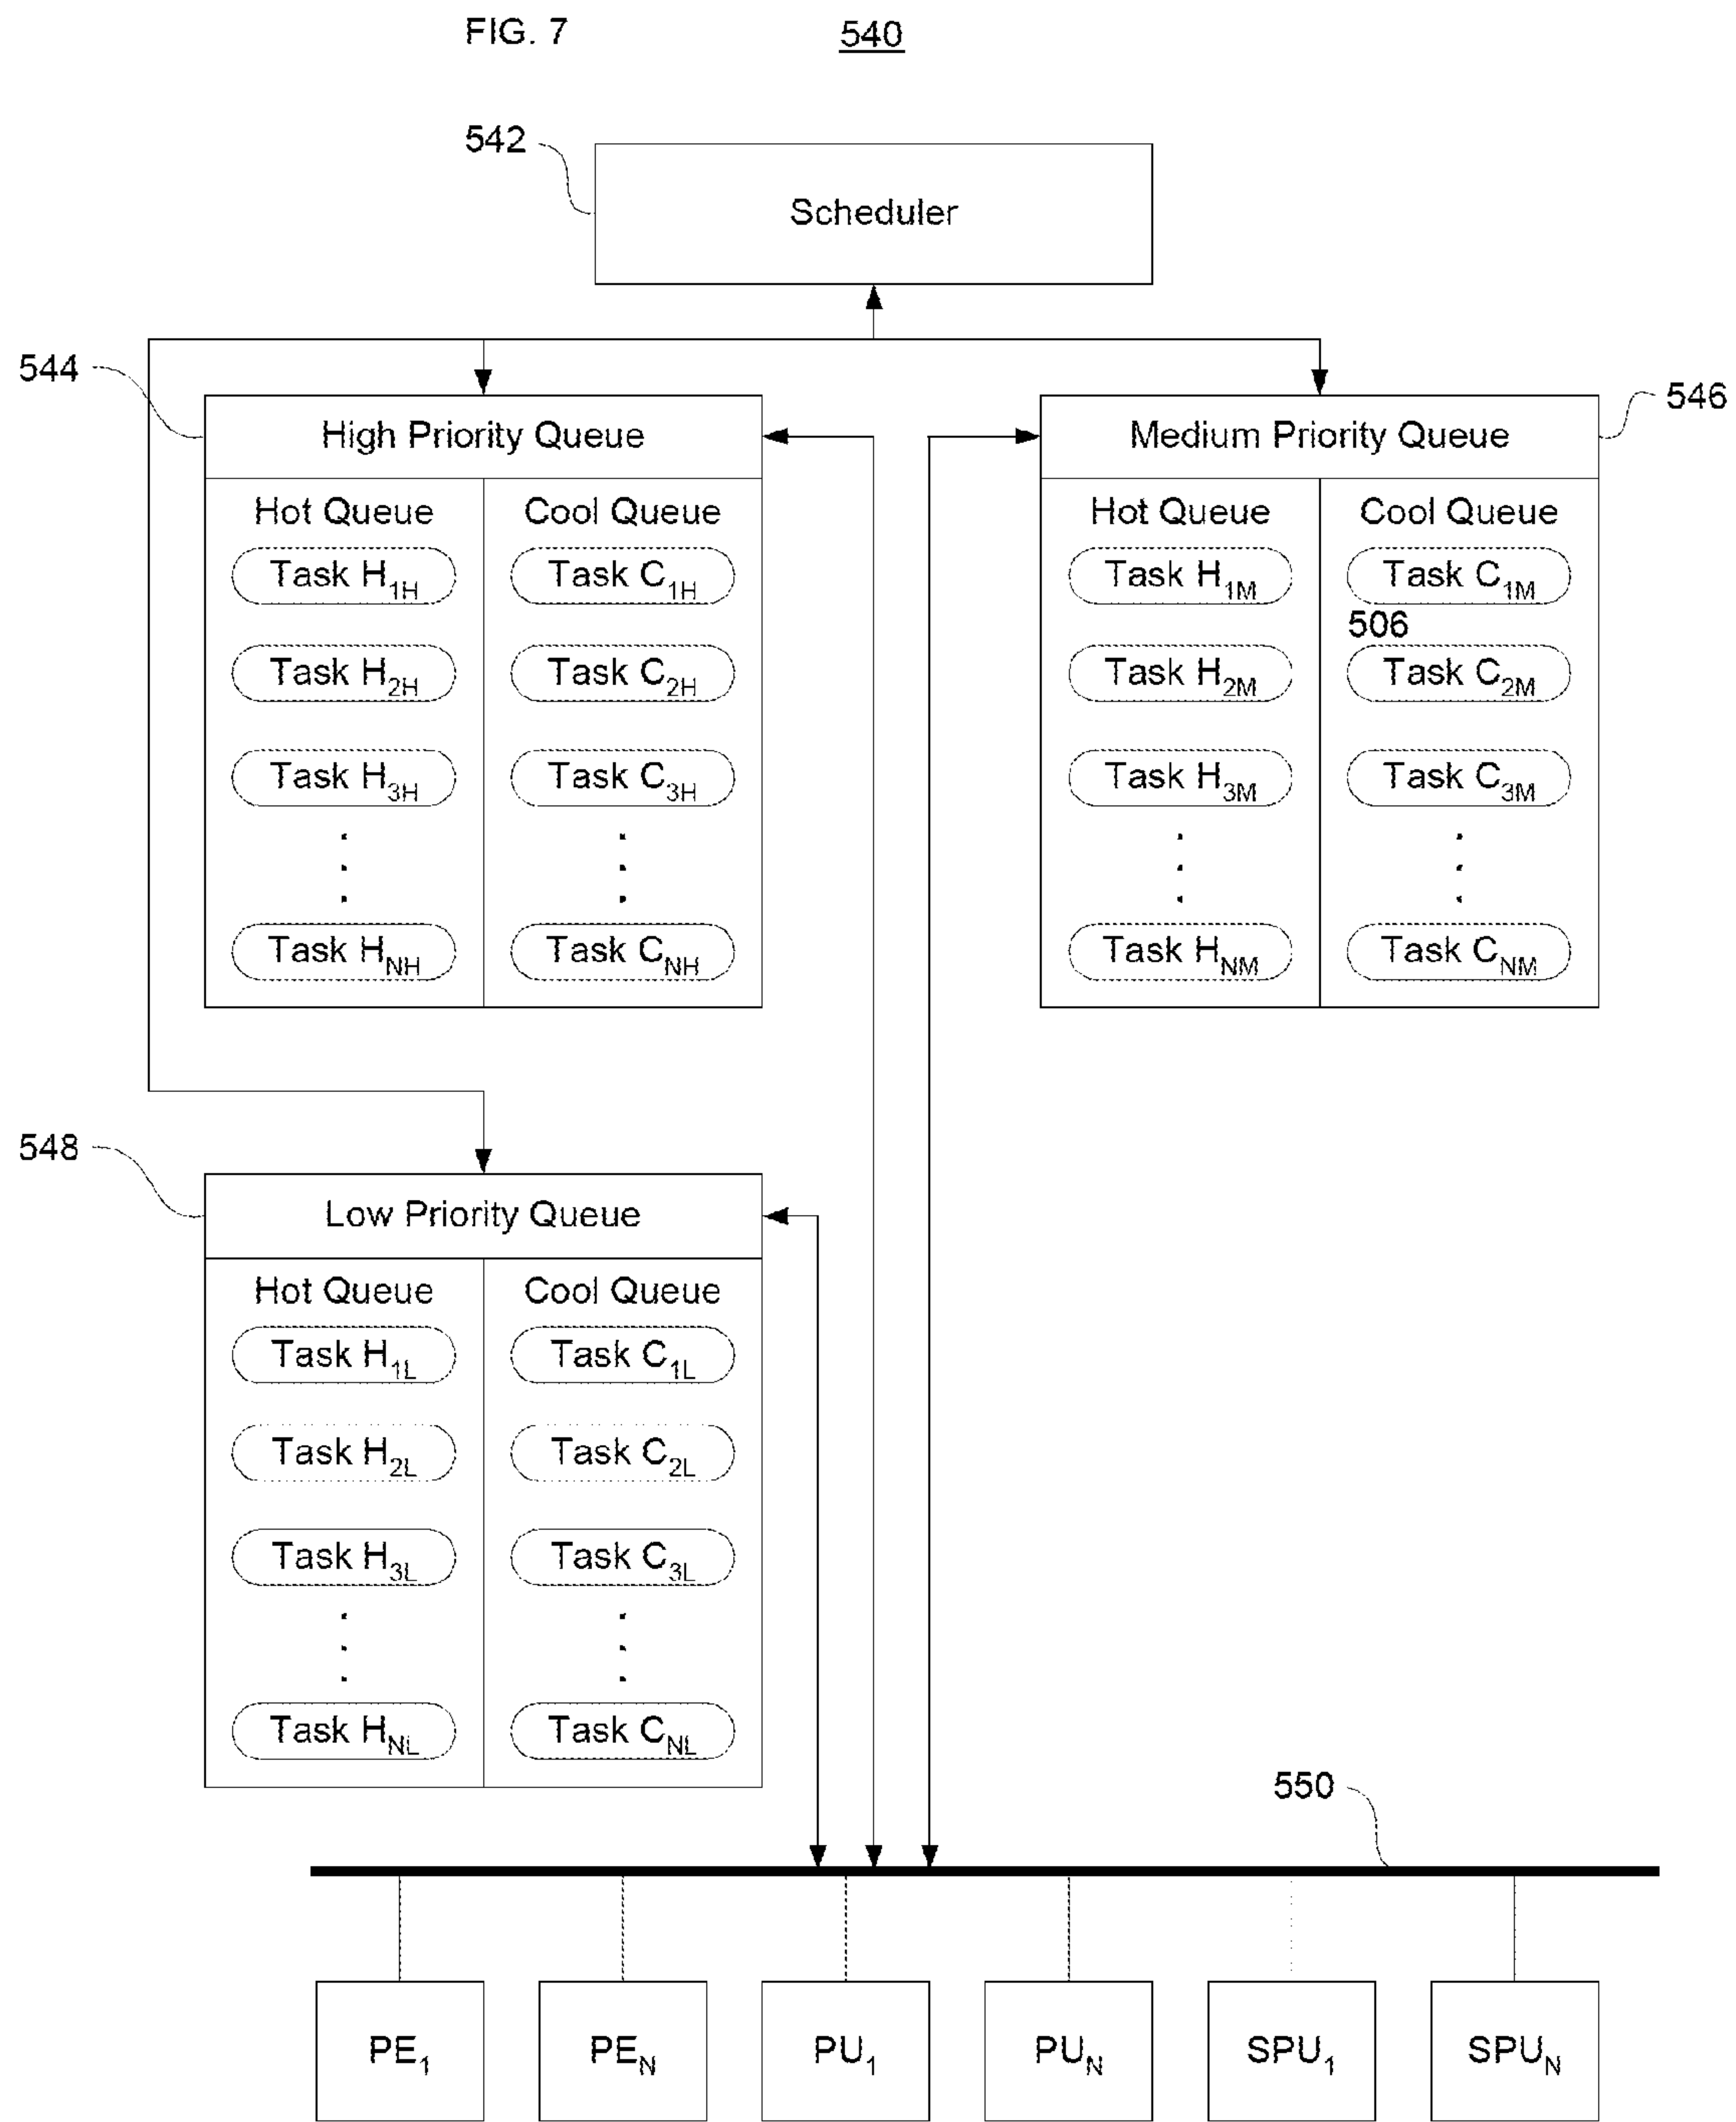 FIG. 7 540
542
Scheduler
544
546
High Priority Queue
Hot Queue Cool Queue
Task H1H Task C1H
Task H2H Task C2H
Task H3H Task C3H
Task HNH Task CNH
Medium Priority Queue
Hot Queue Cool Queue
Task H1M Task C1M
506
Task H2M Task C2M
Task H3M Task C3M
Task HNM Task CNM
548
Low Priority Queue
Hot Queue Cool Queue
Task H1L Task C1L
Task H2L Task C2L
Task H3L Task C3L
Task HNL Task CNL
550
PE1 PEN PU1 PUN SPU1 SPUN